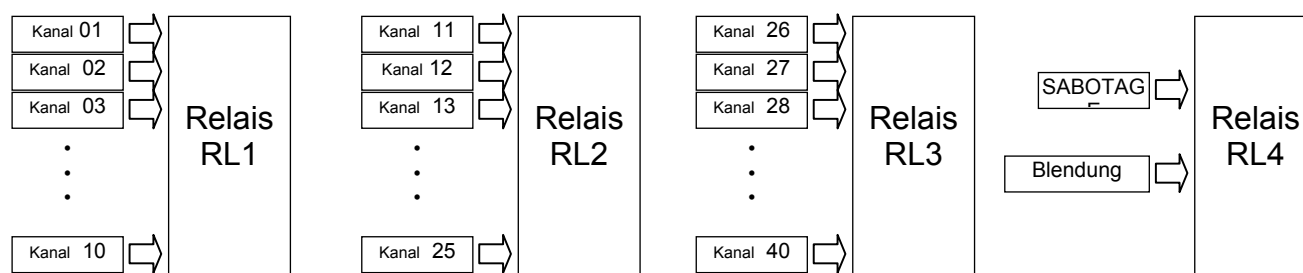 Kanal 01
Kanal 02
Kanal 03
Kanal 10
Relais
RL1
Kanal 11
Kanal 12
Kanal 13
Kanal 25
Relais
RL2
Kanal 26
Kanal 27
Kanal 28
Kanal 40
Relais
RL3
SABOTAG
Blendung
Relais
RL4